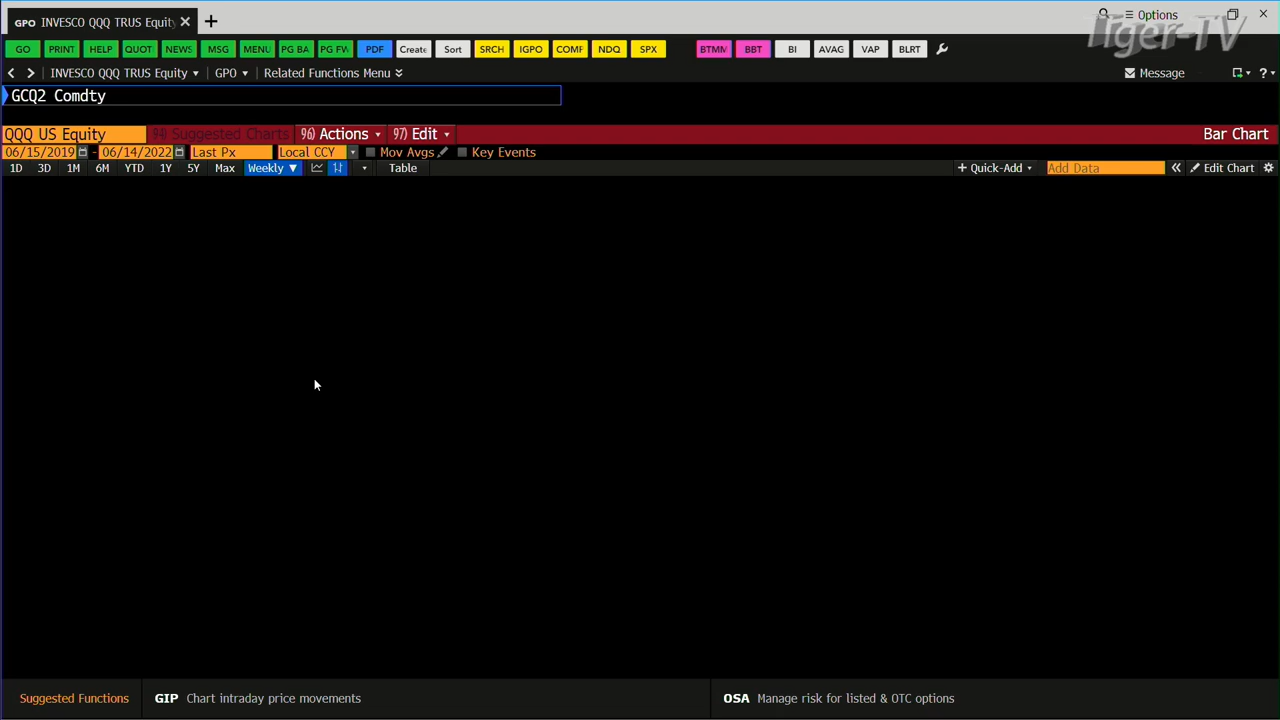 GPO INVESCO QQQ TRUS Equity
Options
Tiger-TV
GO PRINT HELP QUOT NEWS MSG MENU PG BA PG FW PDF Create Sort SRCH IGPO COMF NDQ SPX BTMM BBT BI AVAG VAP BLRT
INVESCO QQQ TRUS Equity GPO Related Functions Menu Message ?
GCQ2 Comdty
QQQ US Equity 94) Suggested Charts 96) Actions 97) Edit Bar Chart
06/15/2019 - 06/14/2022 Last Px Local CCY Mov Avgs Key Events
1D 3D 1M 6M YTD 1Y 5Y Max Weekly Table + Quick-Add Add Data « Edit Chart
Suggested Functions GIP Chart intraday price movements OSA Manage risk for listed & OTC options